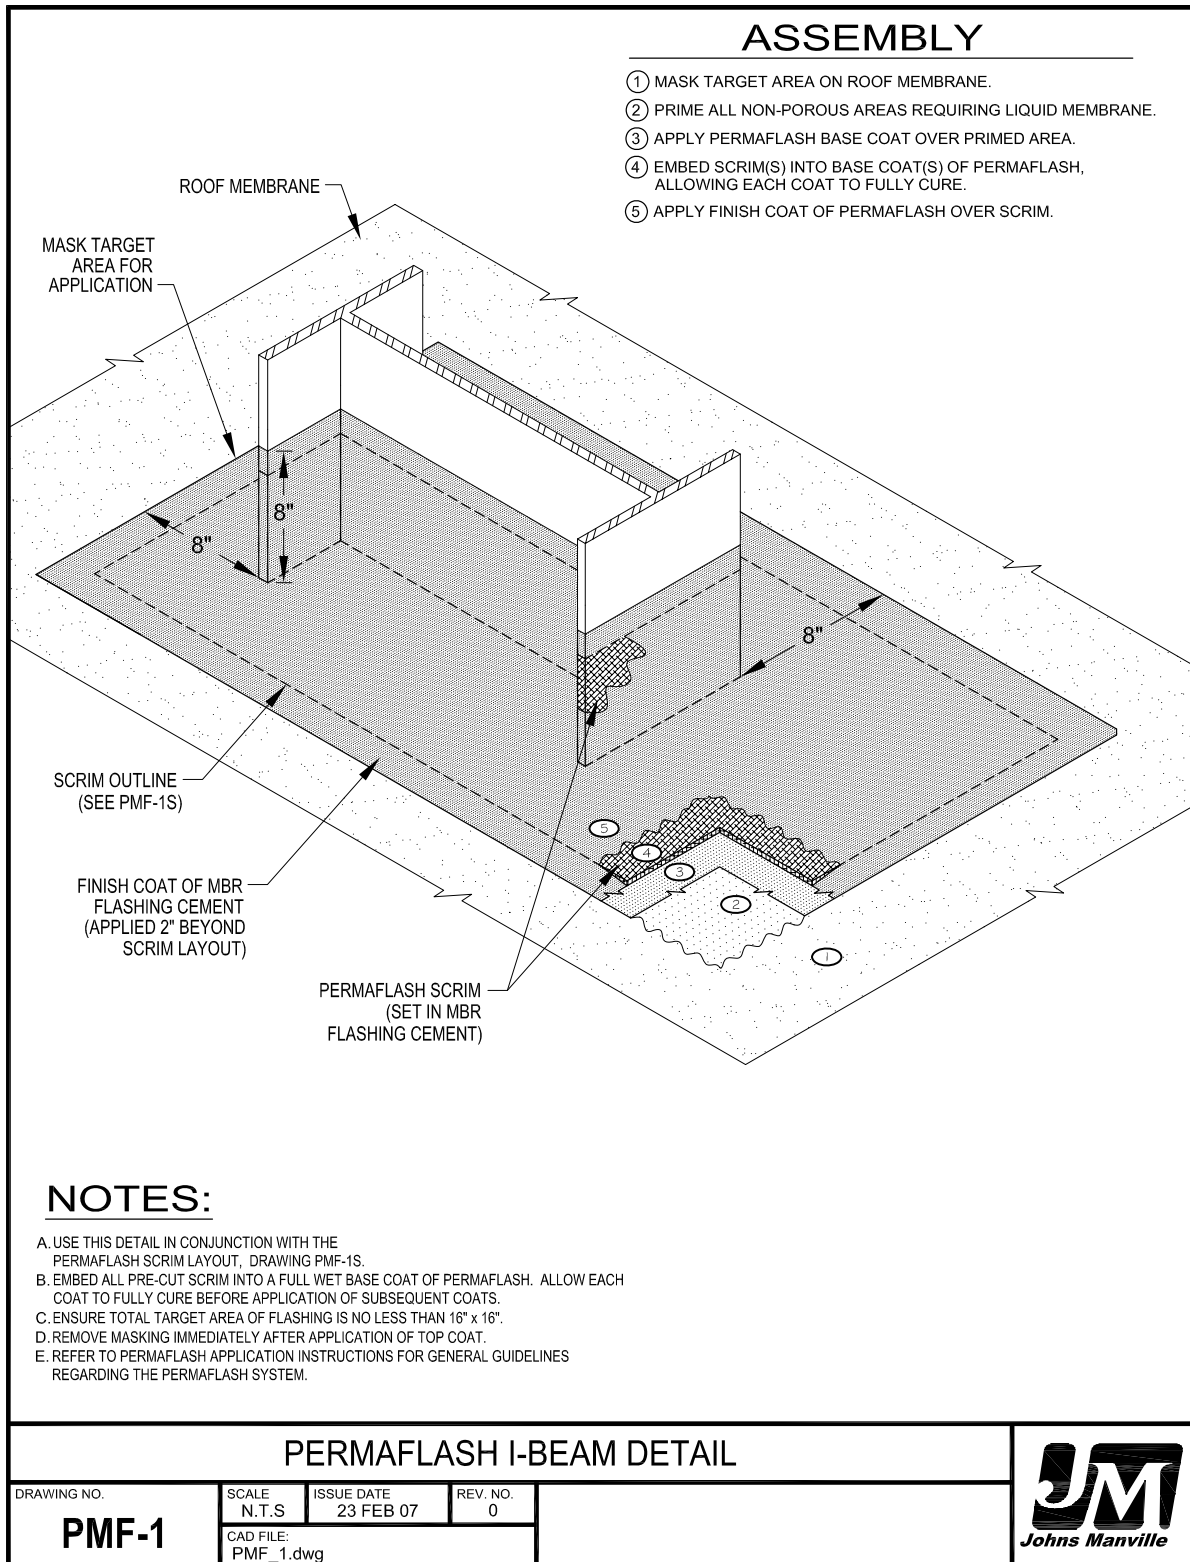 ASSEMBLY
1 MASK TARGET AREA ON ROOF MEMBRANE.
2 PRIME ALL NON-POROUS AREAS REQUIRING LIQUID MEMBRANE.
3 APPLY PERMAFLASH BASE COAT OVER PRIMED AREA.
4 EMBED SCRIM(S) INTO BASE COAT(S) OF PERMAFLASH,
ALLOWING EACH COAT TO FULLY CURE.
5 APPLY FINISH COAT OF PERMAFLASH OVER SCRIM.
ROOF MEMBRANE
MASK TARGET
AREA FOR
APPLICATION
8"
8"
8"
SCRIM OUTLINE
(SEE PMF-1S)
5
4
3
2
1
FINISH COAT OF MBR
FLASHING CEMENT
(APPLIED 2" BEYOND
SCRIM LAYOUT)
PERMAFLASH SCRIM
(SET IN MBR
FLASHING CEMENT)
NOTES:
A. USE THIS DETAIL IN CONJUNCTION WITH THE
PERMAFLASH SCRIM LAYOUT, DRAWING PMF-1S.
B. EMBED ALL PRE-CUT SCRIM INTO A FULL WET BASE COAT OF PERMAFLASH. ALLOW EACH
COAT TO FULLY CURE BEFORE APPLICATION OF SUBSEQUENT COATS.
C. ENSURE TOTAL TARGET AREA OF FLASHING IS NO LESS THAN 16" x 16".
D. REMOVE MASKING IMMEDIATELY AFTER APPLICATION OF TOP COAT.
E. REFER TO PERMAFLASH APPLICATION INSTRUCTIONS FOR GENERAL GUIDELINES
REGARDING THE PERMAFLASH SYSTEM.
PERMAFLASH I-BEAM DETAIL
DRAWING NO.
PMF-1
SCALE
N.T.S
ISSUE DATE
23 FEB 07
REV. NO.
0
CAD FILE:
PMF_1.dwg
JM
Johns Manville